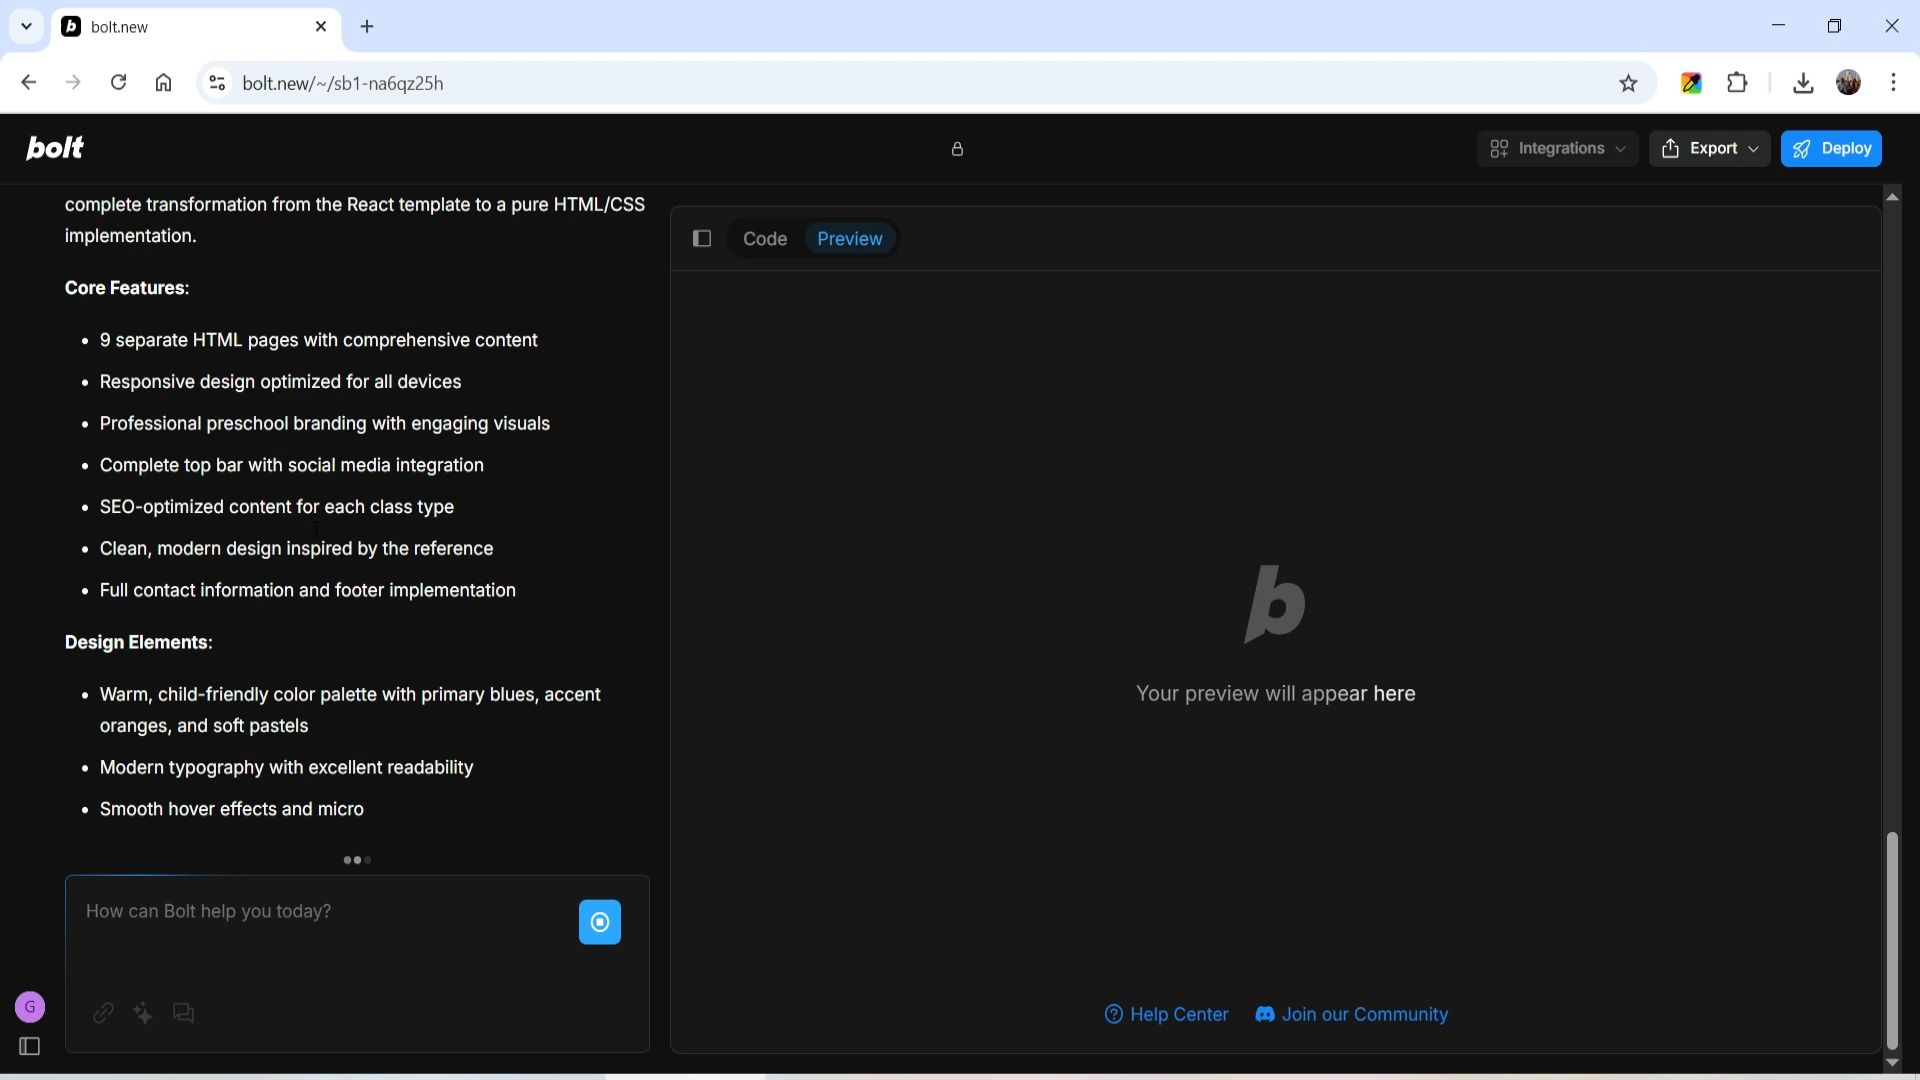 bolt.new
bolt.new/~/sb1-na6qz25h
bolt
Integrations
Export
Deploy
complete transformation from the React template to a pure HTML/CSS
implementation.
Core Features:
• 9 separate HTML pages with comprehensive content
• Responsive design optimized for all devices
• Professional preschool branding with engaging visuals
• Complete top bar with social media integration
• SEO-optimized content for each class type
• Clean, modern design inspired by the reference
• Full contact information and footer implementation
Design Elements:
• Warm, child-friendly color palette with primary blues, accent
oranges, and soft pastels
• Modern typography with excellent readability
• Smooth hover effects and micro
How can Bolt help you today?
G
Code
Preview
b
Your preview will appear here
Help Center
Join our Community